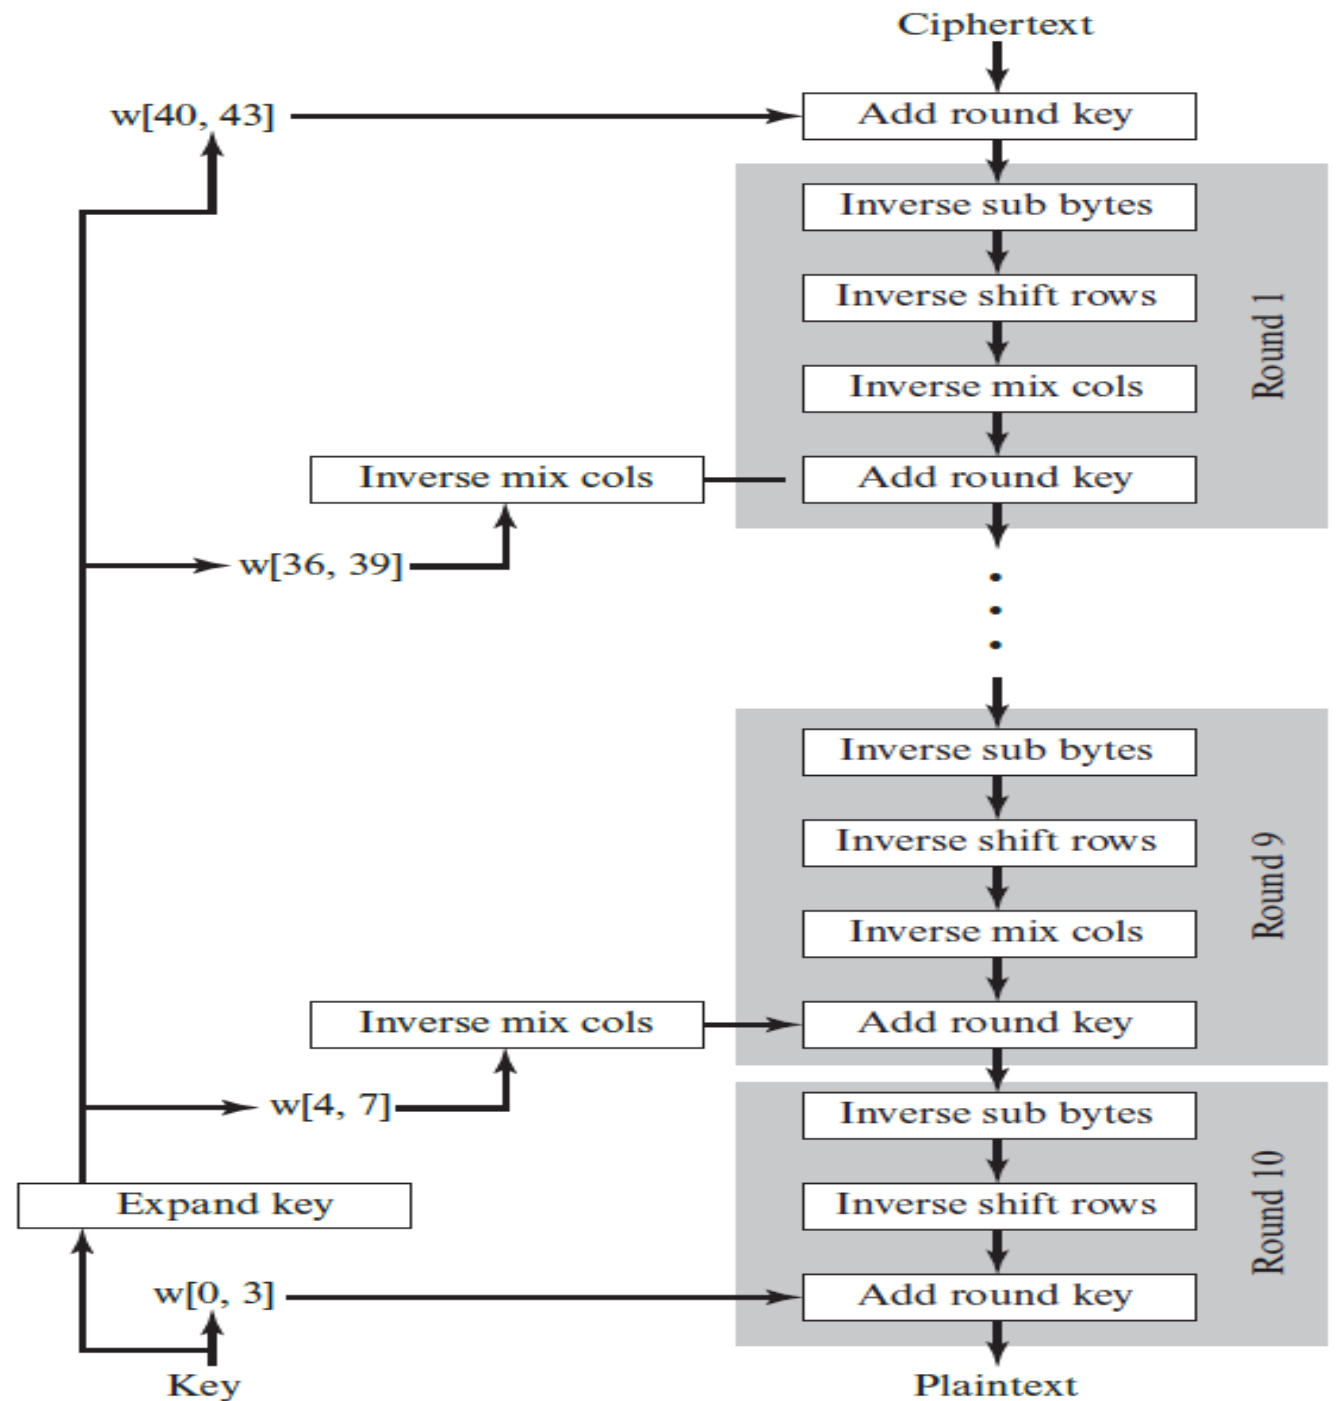 Ciphertext
w[40, 43]
Add round key
Inverse sub bytes
Inverse shift rows
Inverse mix cols
Round 1
Inverse mix cols
Add round key
w[36, 39]
Inverse sub bytes
Inverse shift rows
Inverse mix cols
Round 9
Inverse mix cols
Add round key
w[4, 7]
Inverse sub bytes
Expand key
Inverse shift rows
Round 10
w[0, 3]
Add round key
Key
Plaintext